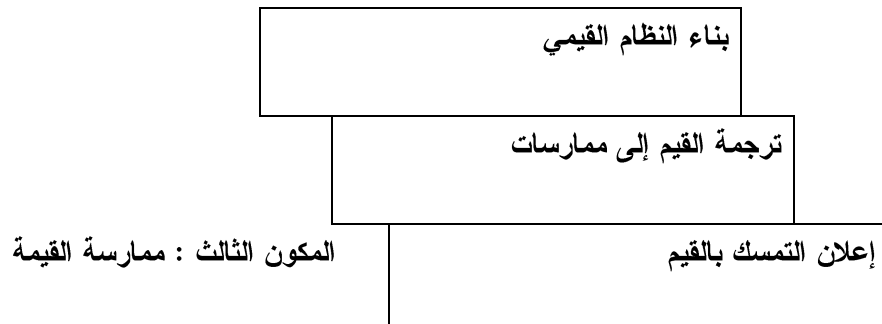 بناء النظام القيمي
ترجمة القيم إلى ممارسات
إعلان التمسك بالقيم
المكون الثالث : ممارسة القيمة